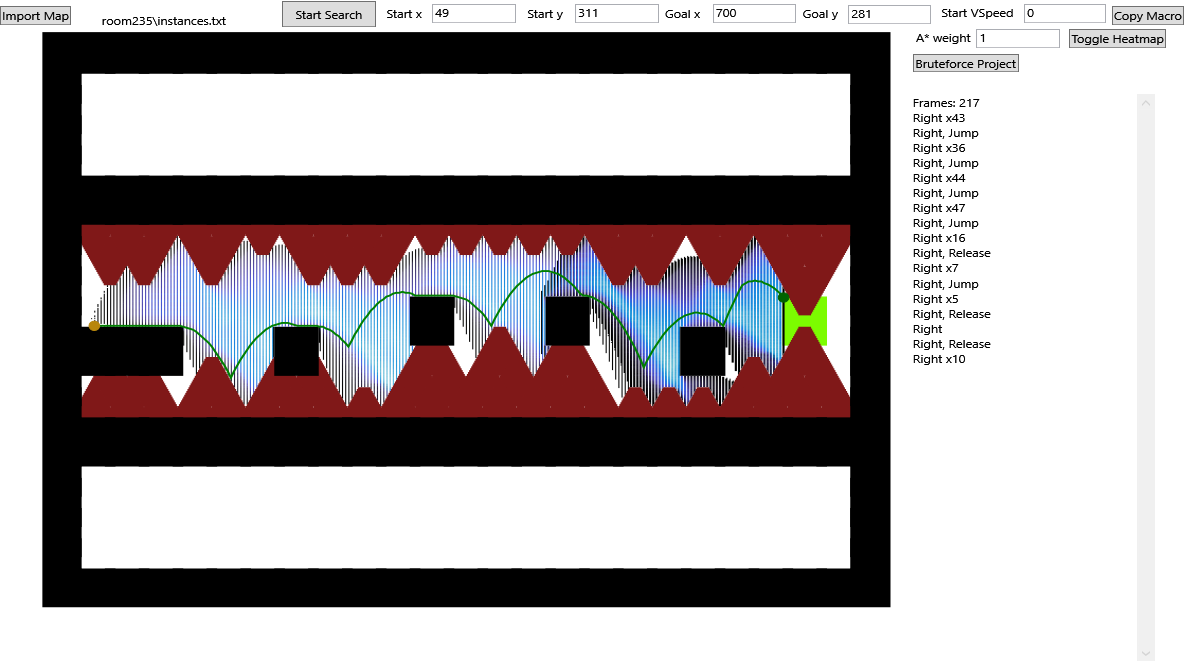 Import Map
room235\instances.txt
Start Search
Start x 49
Start y 311
Goal x 700
Goal y 281
Start VSpeed 0
Copy Macro
A* weight 1
Toggle Heatmap
Bruteforce Project
Frames: 217
Right x43
Right, Jump
Right x36
Right, Jump
Right x44
Right, Jump
Right x47
Right, Jump
Right x16
Right, Release
Right x7
Right, Jump
Right x5
Right, Release
Right
Right, Release
Right x10